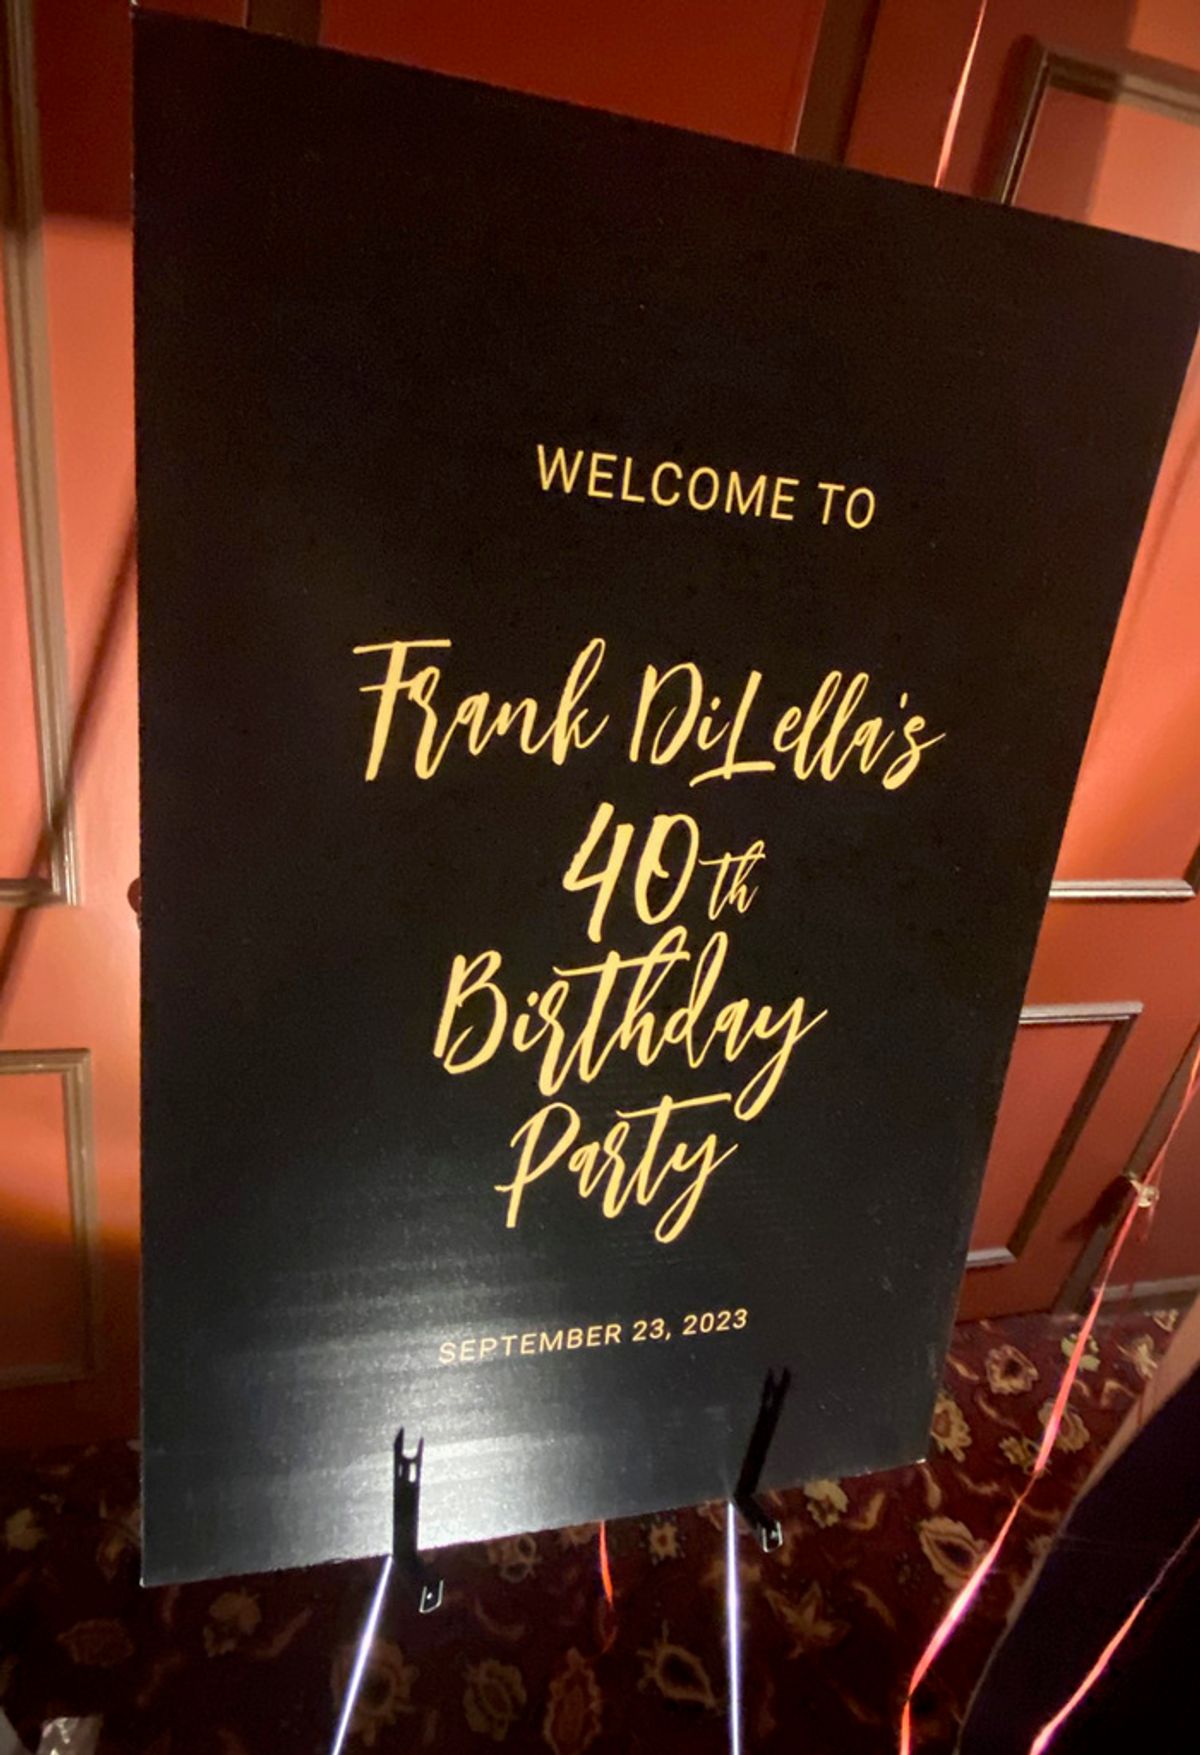 WELCOME TO
Frank DiLella's
40th
Birthday
Party
SEPTEMBER 23, 2023